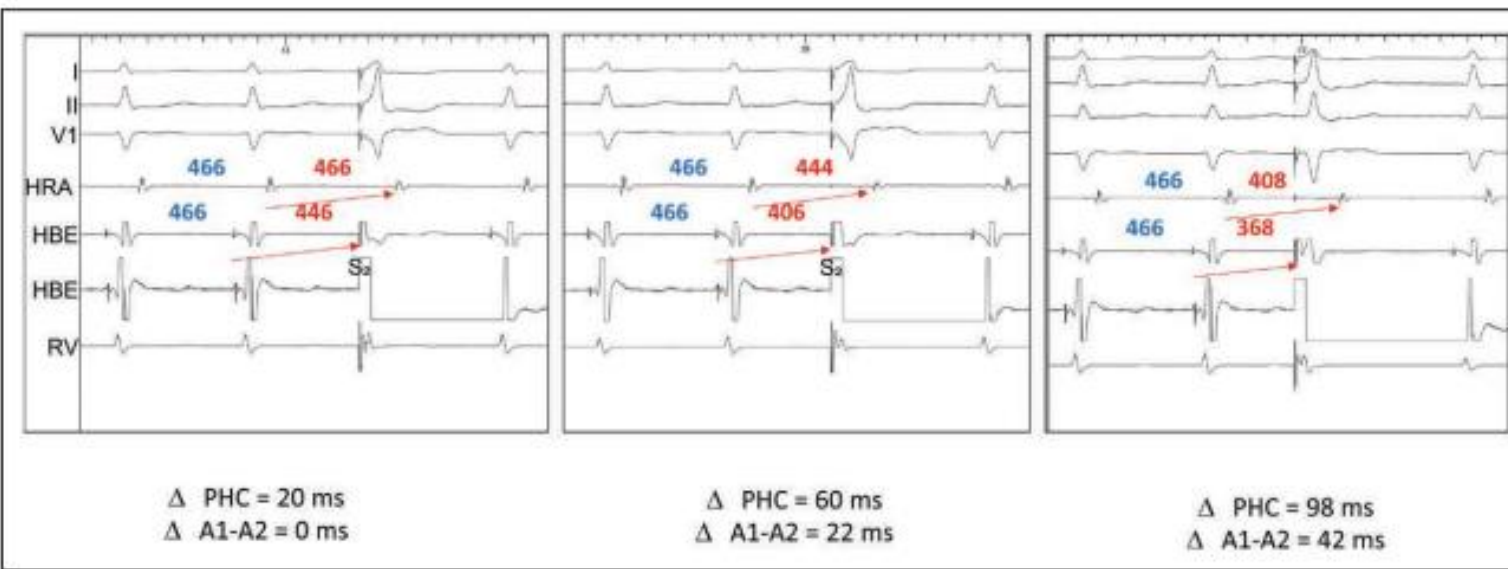 I
II
V1
HRA
HBE
HBE
RV
466 466
466 446
S₂
466 444
466 406
S₂
466 408
466 368
Δ PHC = 20 ms
Δ A1-A2 = 0 ms
Δ PHC = 60 ms
Δ A1-A2 = 22 ms
Δ PHC = 98 ms
Δ A1-A2 = 42 ms